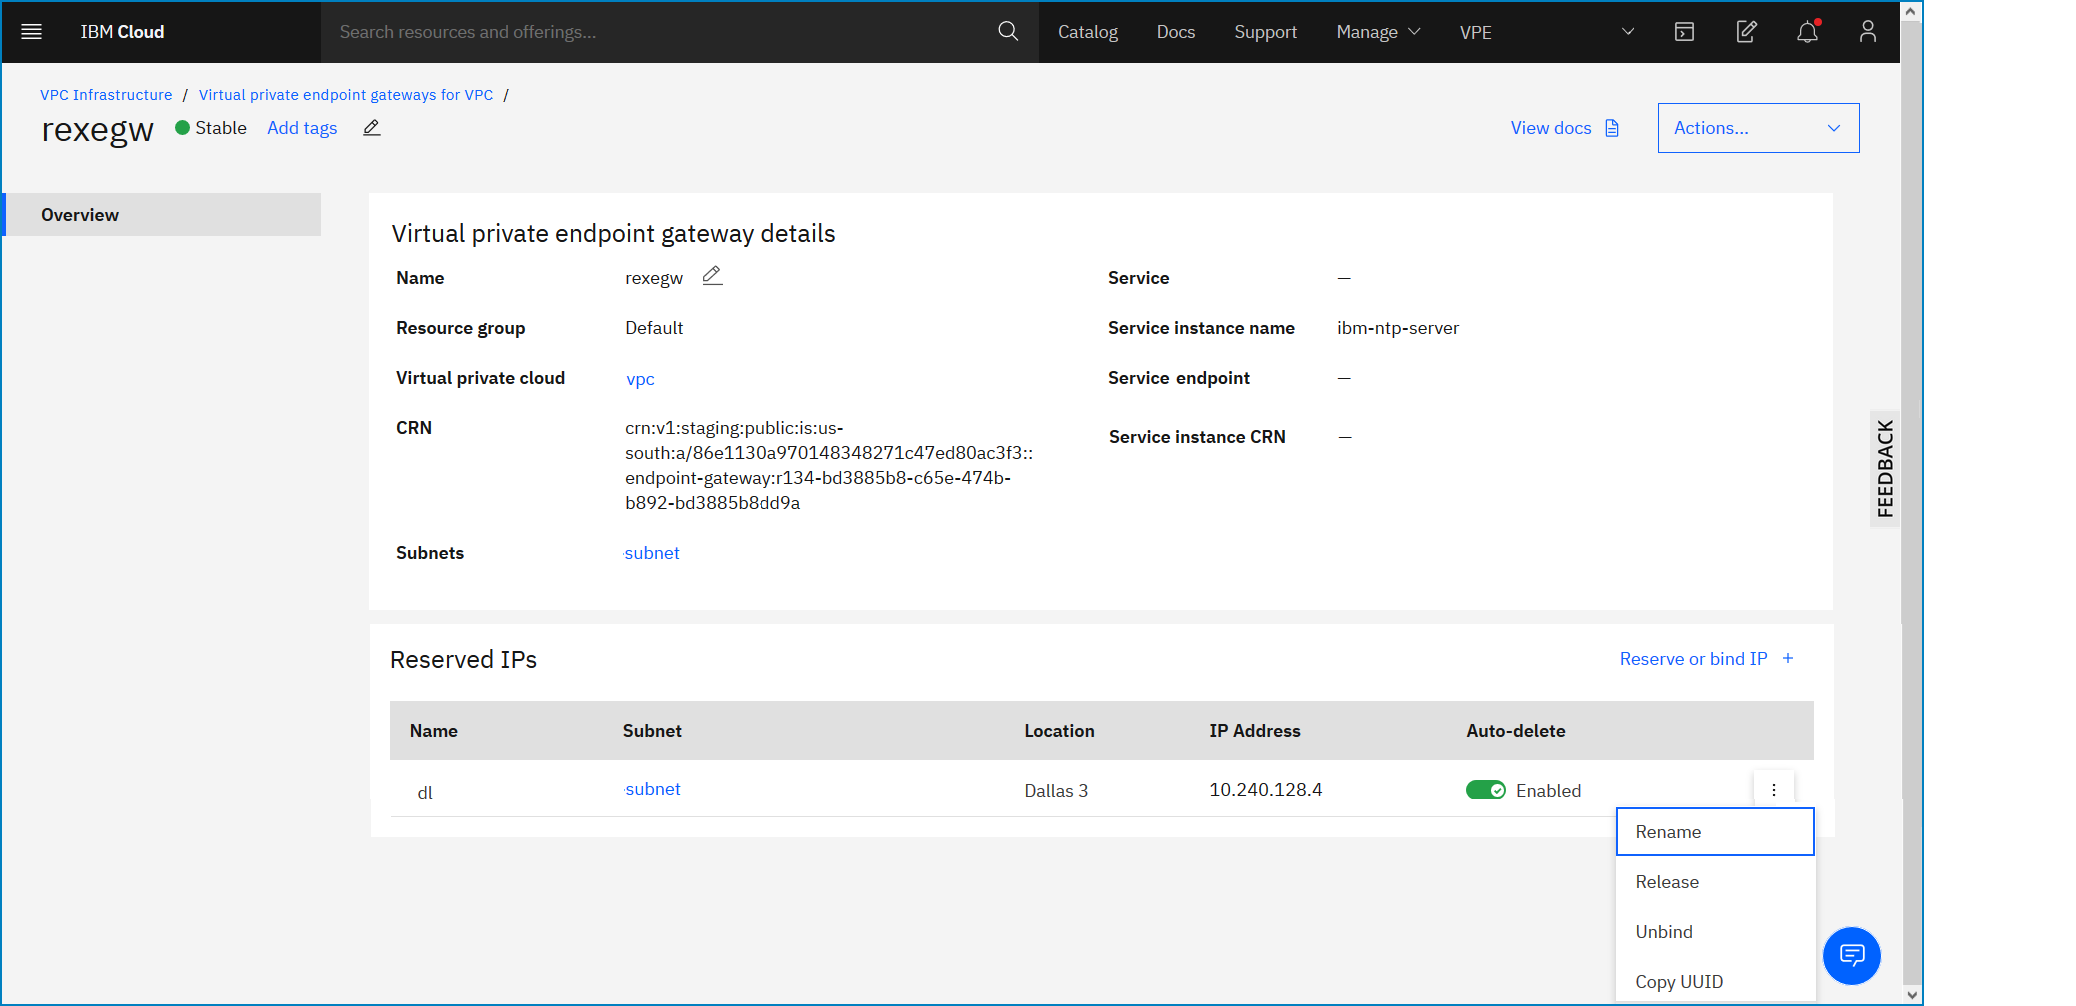 IBM Cloud
Search resources and offerings...
Catalog
Docs
Support
Manage
VPE
VPC Infrastructure / Virtual private endpoint gateways for VPC /
rexegw
Stable
Add tags
View docs
Actions...
Overview
Virtual private endpoint gateway details
Name
rexegw
Service
—
Resource group
Default
Service instance name
ibm-ntp-server
Virtual private cloud
vpc
Service endpoint
—
CRN
crn:v1:staging:public:is:us-
south:a/86e1130a970148348271c47ed80ac3f3::
endpoint-gateway:r134-bd3885b8-c65e-474b-
b892-bd3885b8dd9a
Service instance CRN
—
Subnets
subnet
FEEDBACK
Reserved IPs
Reserve or bind IP +
Name
Subnet
Location
IP Address
Auto-delete
dl
subnet
Dallas 3
10.240.128.4
Enabled
Rename
Release
Unbind
Copy UUID